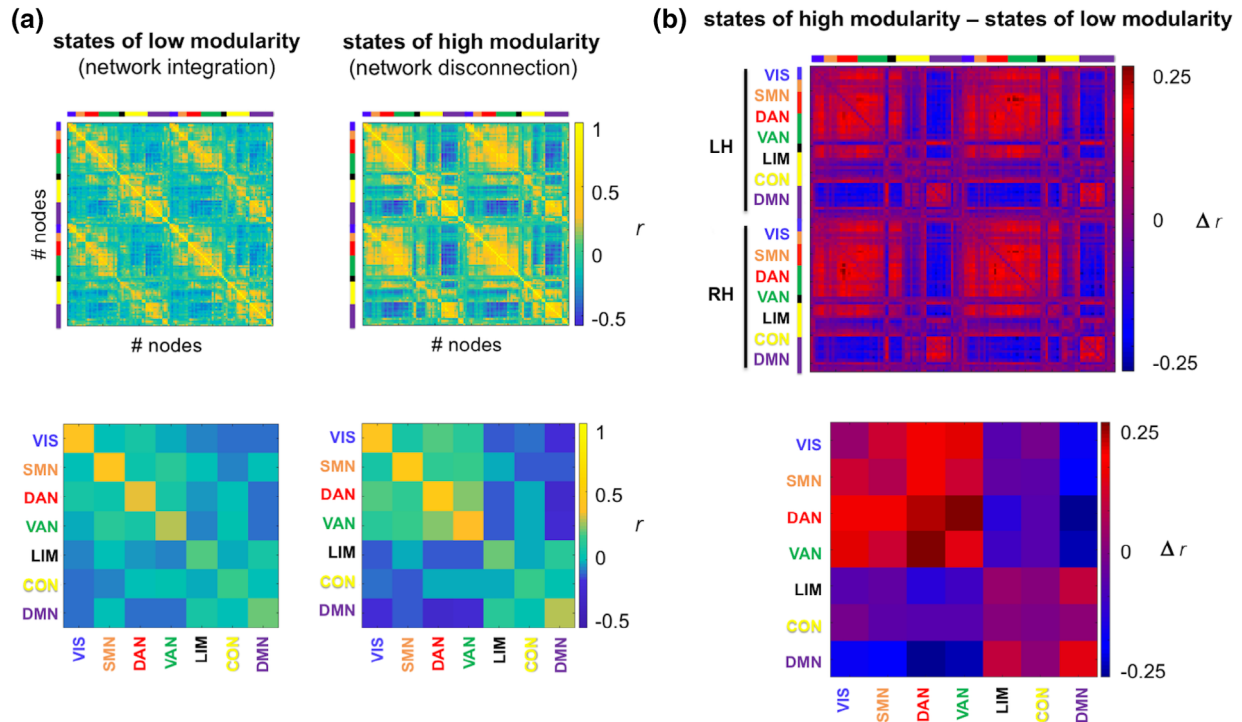 (a)
states of low modularity
(network integration)
states of high modularity
(network disconnection)
# nodes
# nodes
# nodes
1
0.5
0
-0.5
r
VIS
SMN
DAN
VAN
LIM
CON
DMN
VIS
SMN
DAN
VAN
LIM
CON
DMN
VIS
SMN
DAN
VAN
LIM
CON
DMN
VIS
SMN
DAN
VAN
LIM
CON
DMN
1
0.5
0
-0.5
r
(b)
states of high modularity – states of low modularity
LH
VIS
SMN
DAN
VAN
LIM
CON
DMN
RH
VIS
SMN
DAN
VAN
LIM
CON
DMN
0.25
0
-0.25
Δ r
VIS
SMN
DAN
VAN
LIM
CON
DMN
VIS
SMN
DAN
VAN
LIM
CON
DMN
0.25
0
-0.25
Δ r